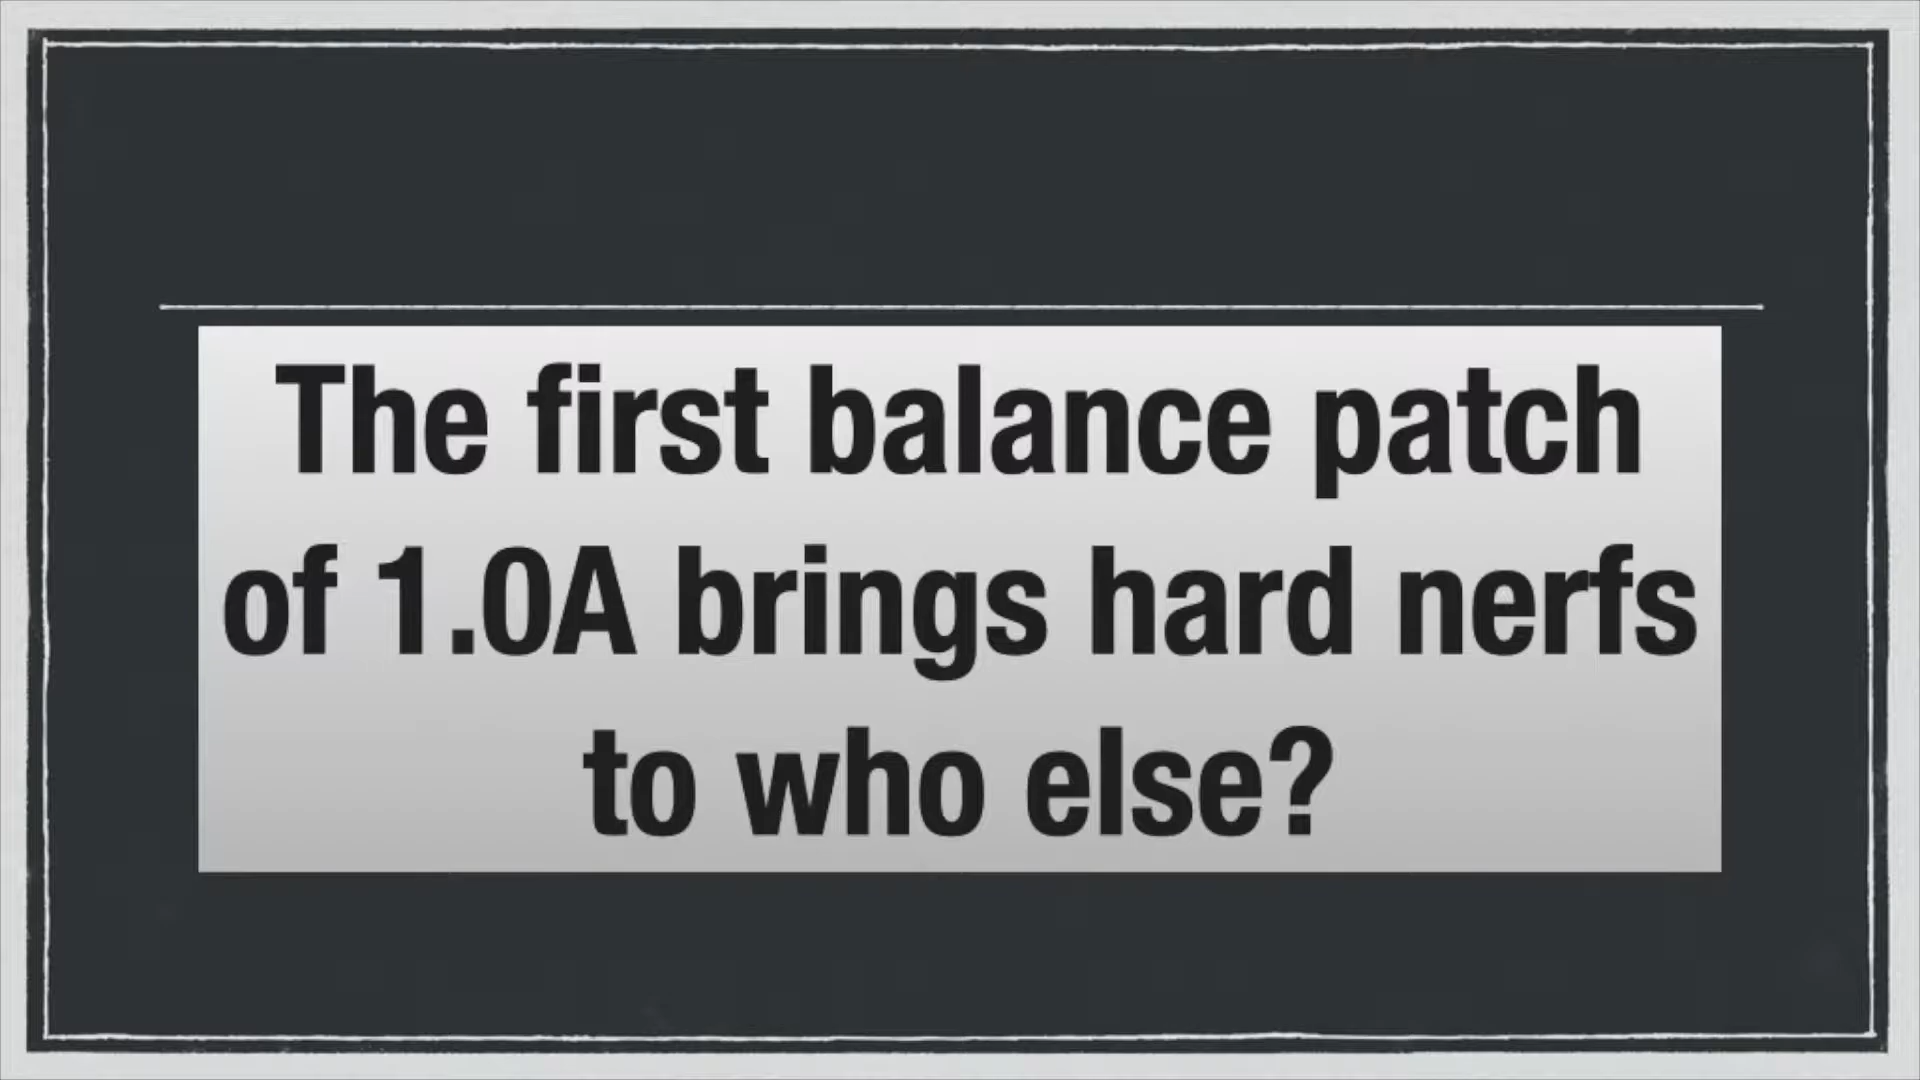 The first balance patch
of 1.0A brings hard nerfs
to who else?